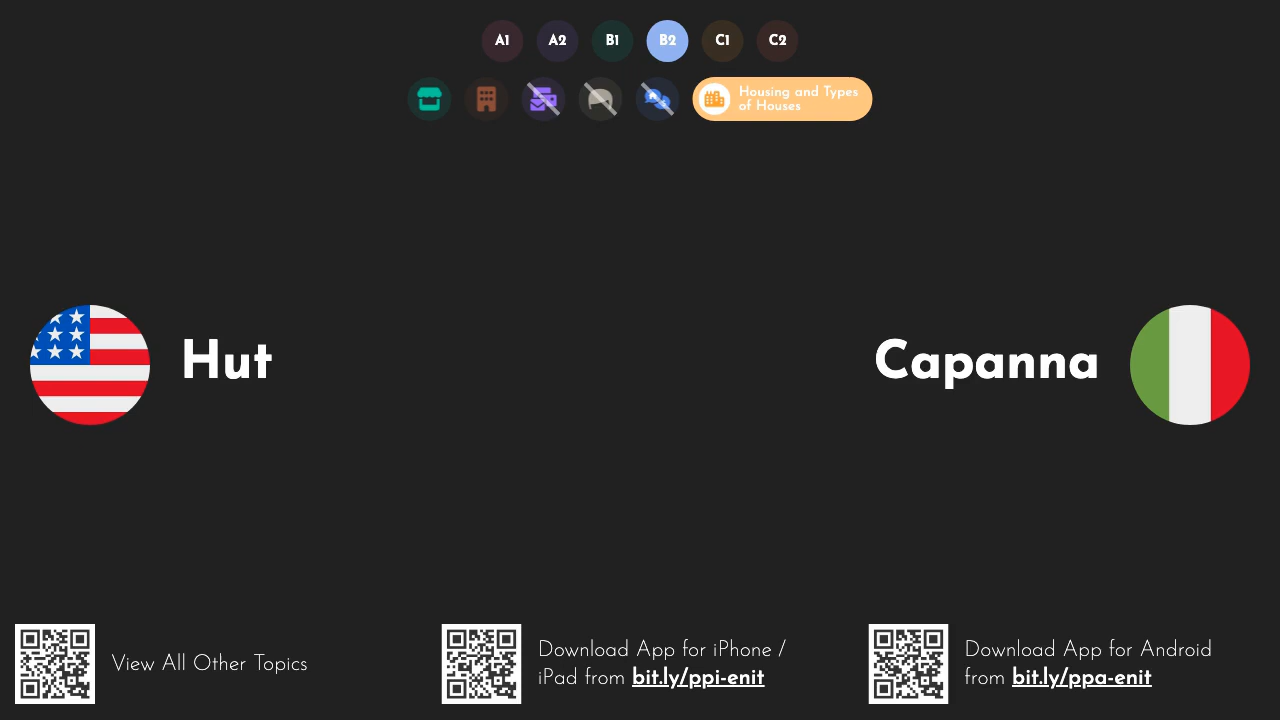 A1 A2 B1 B2 C1 C2
Housing and Types
of Houses
Hut
Capanna
View All Other Topics
Download App for iPhone /
iPad from bit.ly/ppi-enit
Download App for Android
from bit.ly/ppa-enit